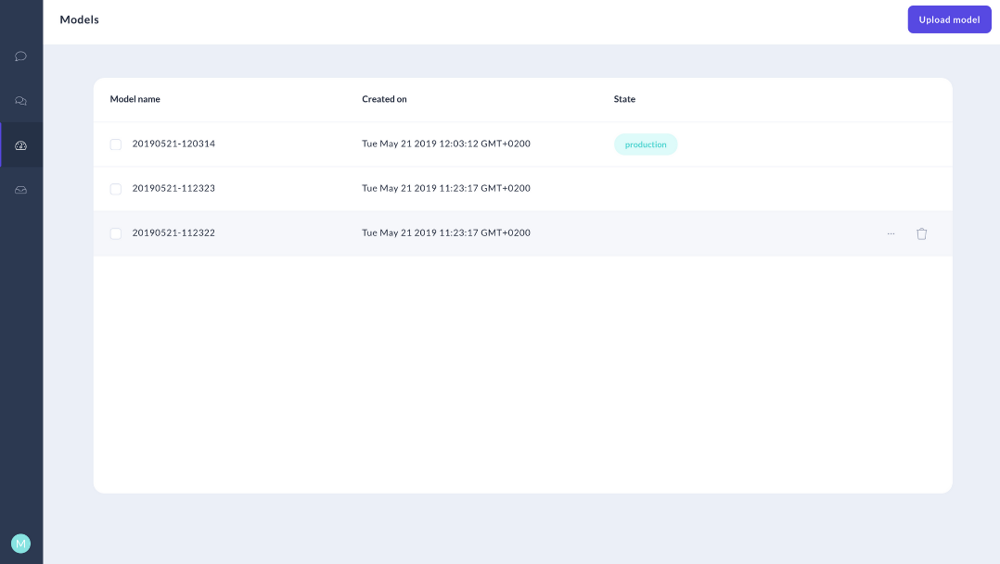 Models
Upload model
Model name Created on State
20190521-120314 Tue May 21 2019 12:03:12 GMT+0200 production
20190521-112323 Tue May 21 2019 11:23:17 GMT+0200
20190521-112322 Tue May 21 2019 11:23:17 GMT+0200 ...
M